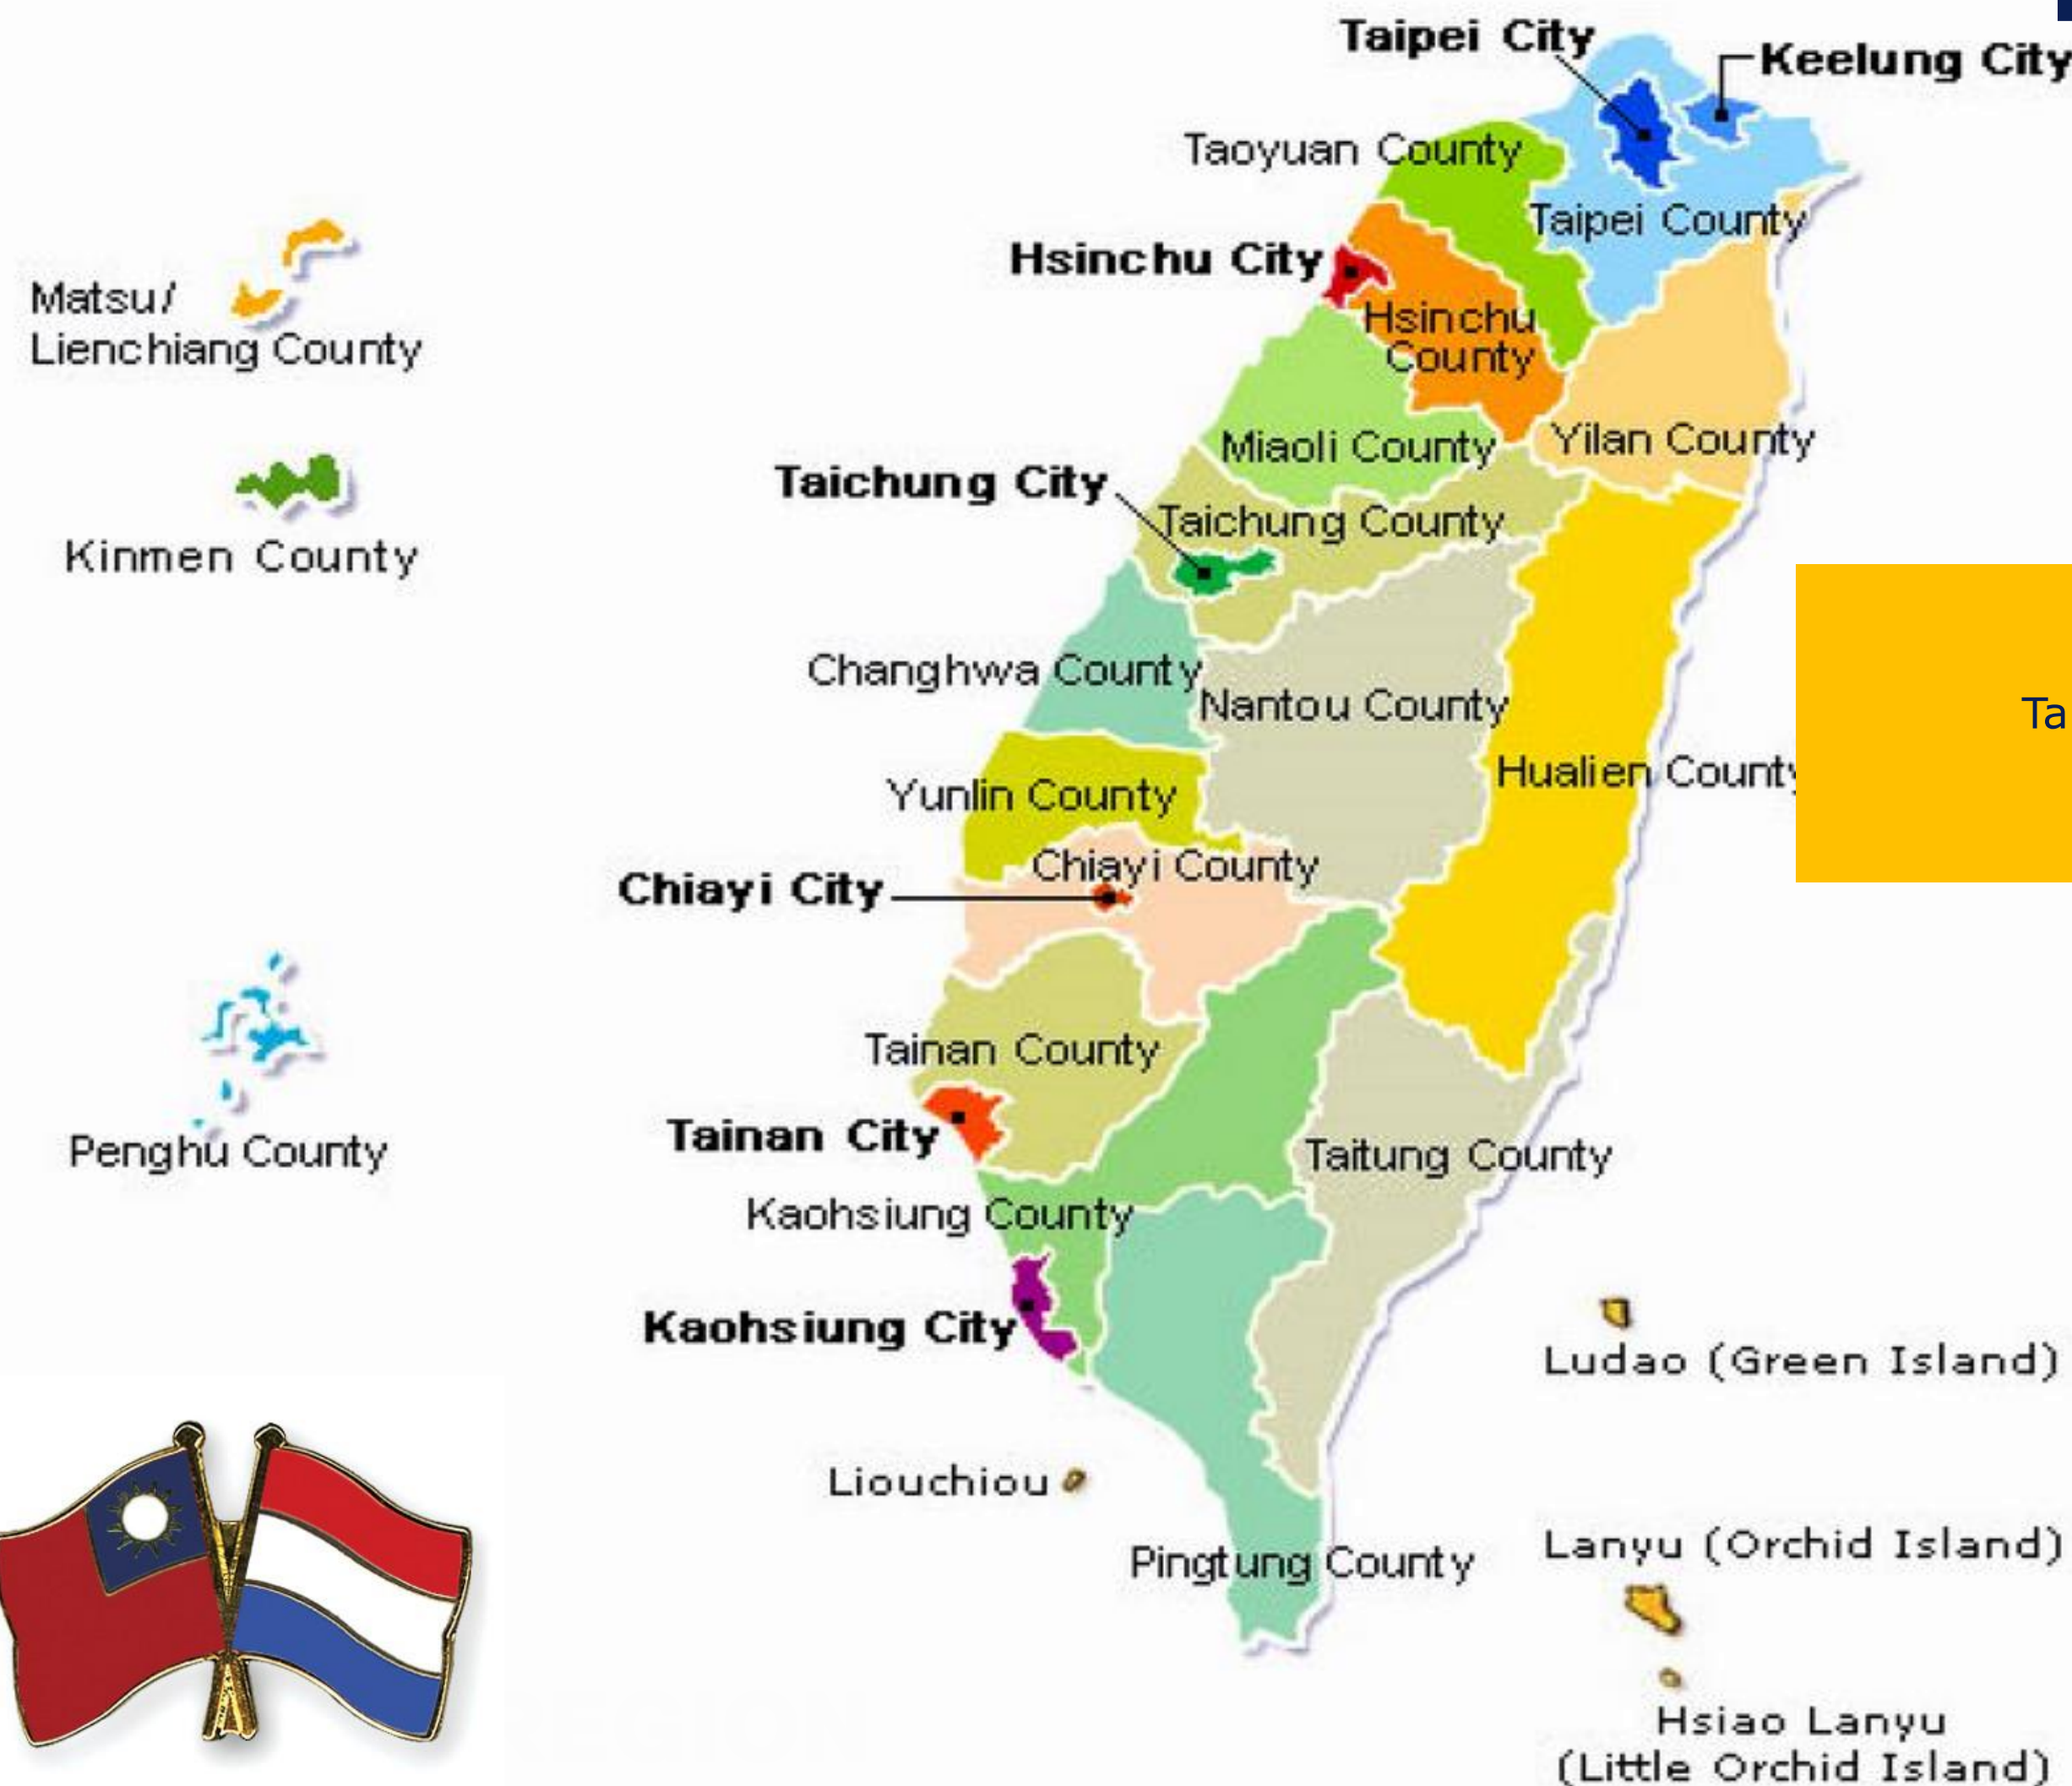 Taipei City
Keelung City
Taoyuan County
Taipei County
Hsinchu City
Matsu/
Lienchiang County
Hsinchu
County
Miaoli County
Yilan County
Taichung City
Taichung County
Kinmen County
Changhwa County
Nantou County
Ta
Hualien County
Yunlin County
Chiayi County
Chiayi City
Tainan County
Tainan City
Penghu County
Taitung County
Kaohsiung County
Kaohsiung City
Ludao (Green Island)
Liouchiou
Lanyu (Orchid Island)
Pingtung County
Hsiao Lanyu
(Little Orchid Island)